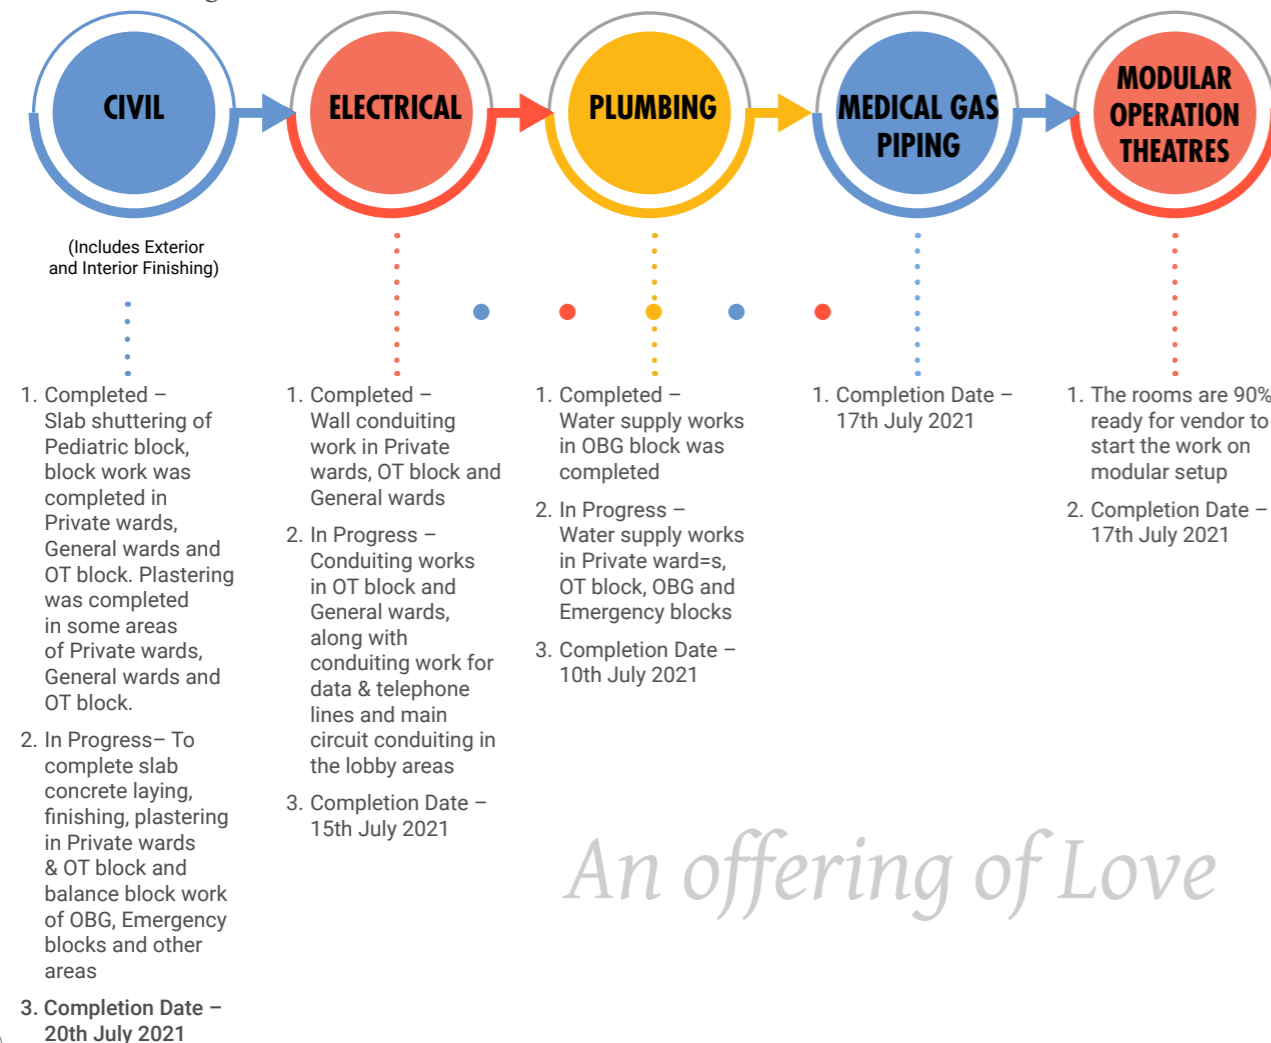 CIVIL
(Includes Exterior
and Interior Finishing)
1. Completed –
Slab shuttering of
Pediatric block,
block work was
completed in
Private wards,
General wards and
OT block. Plastering
was completed
in some areas
of Private wards,
General wards and
OT block.
2. In Progress– To
complete slab
concrete laying,
finishing, plastering
in Private wards
& OT block and
balance block work
of OBG, Emergency
blocks and other
areas
3. Completion Date –
20th July 2021
ELECTRICAL
1. Completed –
Wall conduiting
work in Private
wards, OT block and
General wards
2. In Progress –
Conduiting works
in OT block and
General wards,
along with
conduiting work for
data & telephone
lines and main
circuit conduiting in
the lobby areas
3. Completion Date –
15th July 2021
PLUMBING
1. Completed –
Water supply works
in OBG block was
completed
2. In Progress –
Water supply works
in Private ward=s,
OT block, OBG and
Emergency blocks
3. Completion Date –
10th July 2021
MEDICAL GAS
PIPING
1. Completion Date –
17th July 2021
MODULAR
OPERATION
THEATRES
1. The rooms are 90%
ready for vendor to
start the work on
modular setup
2. Completion Date –
17th July 2021
An offering of Love